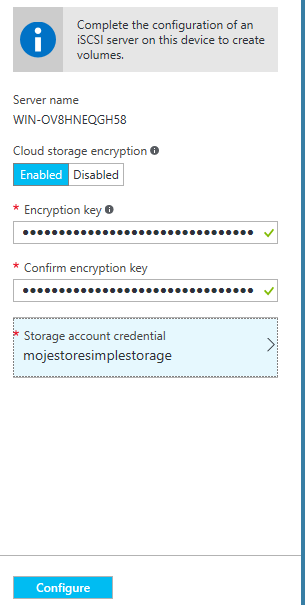 Complete the configuration of an
iSCSI server on this device to create
volumes.
Server name
WIN-OV8HNEQGH58
Cloud storage encryption
Enabled Disabled
* Encryption key
••••••••••••••••••••••••••••••••
* Confirm encryption key
••••••••••••••••••••••••••••••••
* Storage account credential
mojestoresimplestorage
Configure